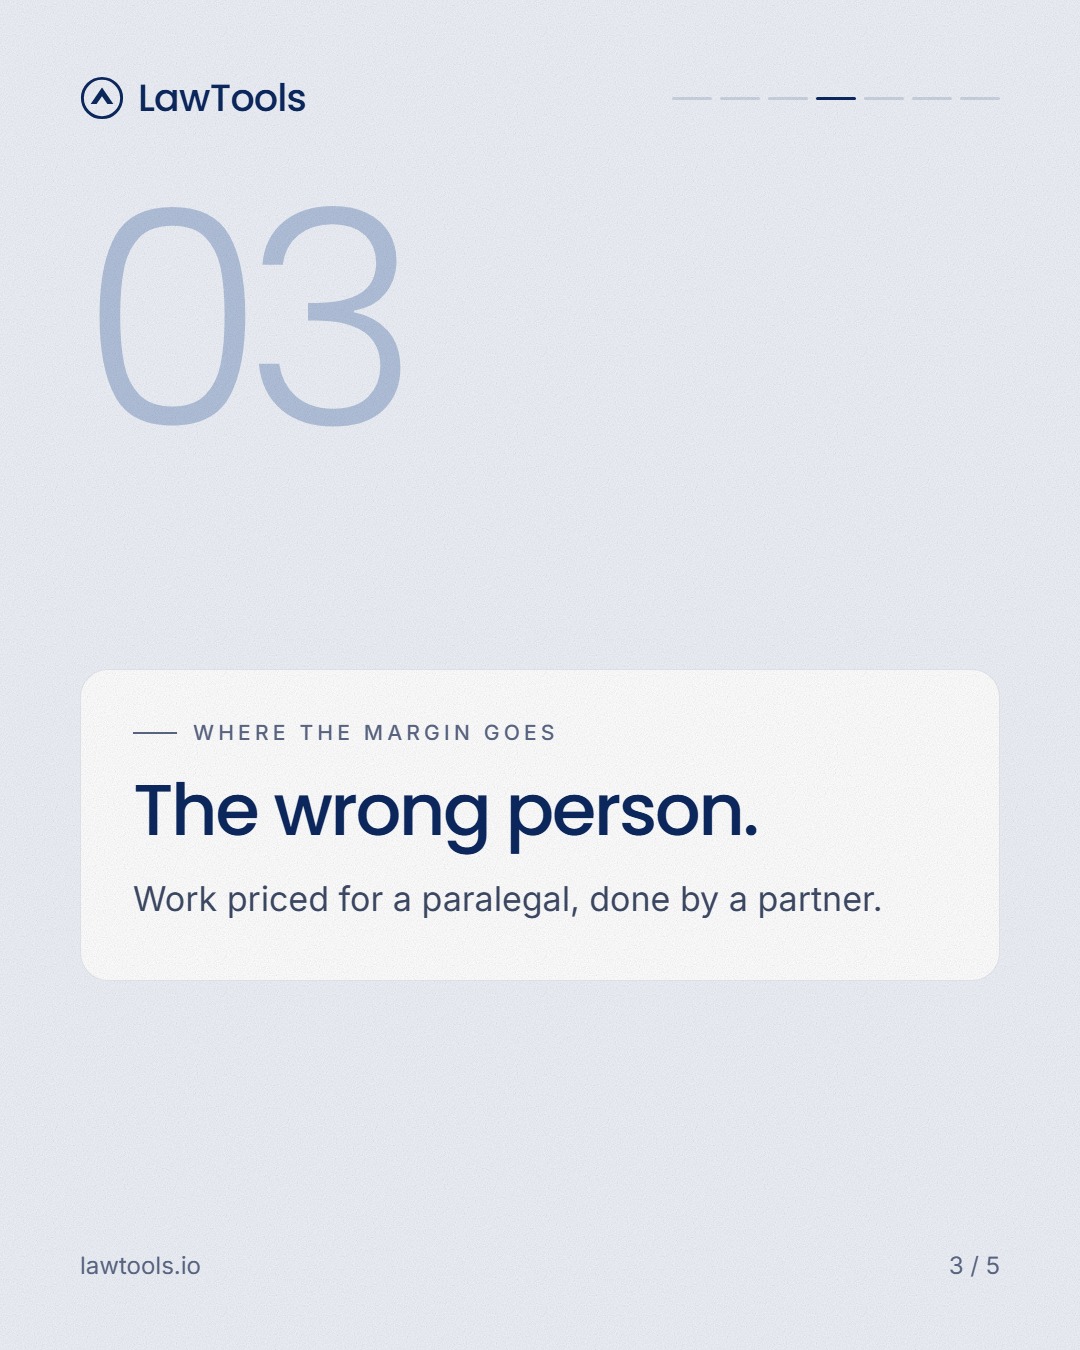 LawTools
03
WHERE THE MARGIN GOES
The wrong person.
Work priced for a paralegal, done by a partner.
lawtools.io
3 / 5